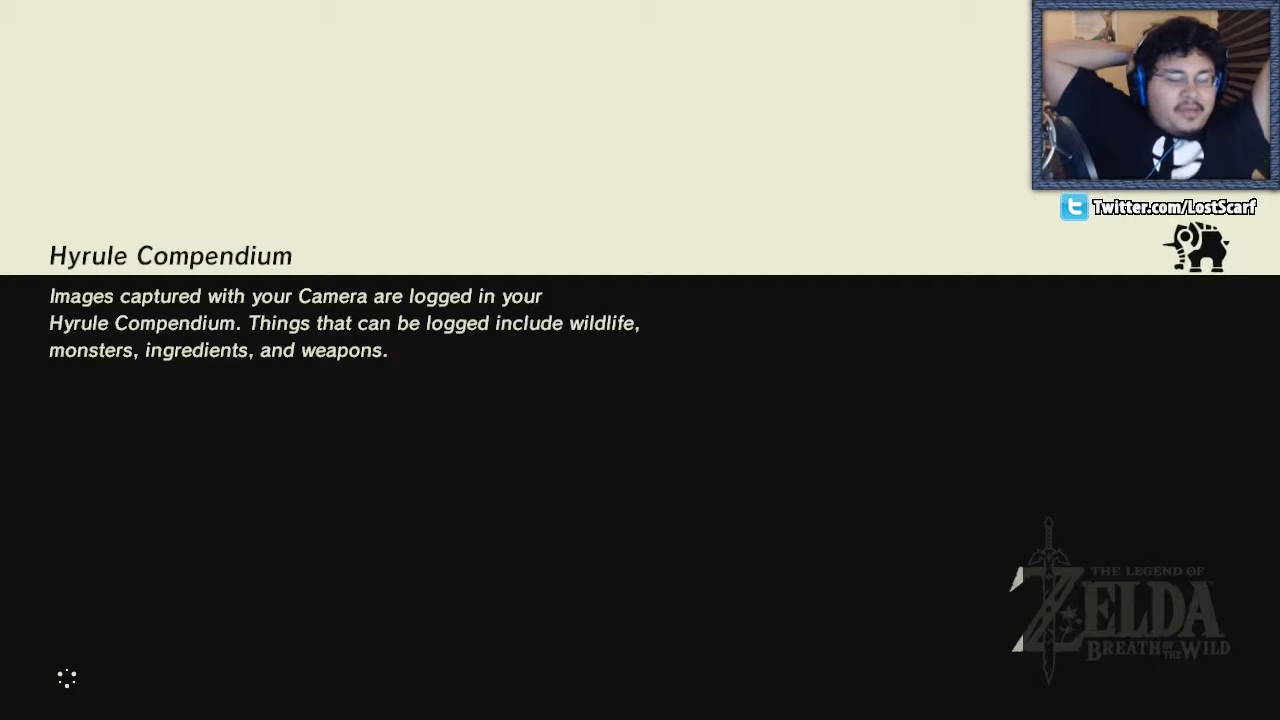 Twitter.com/LostScarf
Hyrule Compendium
Images captured with your Camera are logged in your
Hyrule Compendium. Things that can be logged include wildlife,
monsters, ingredients, and weapons.
THE LEGEND OF
ZELDA
BREATH OF THE WILD